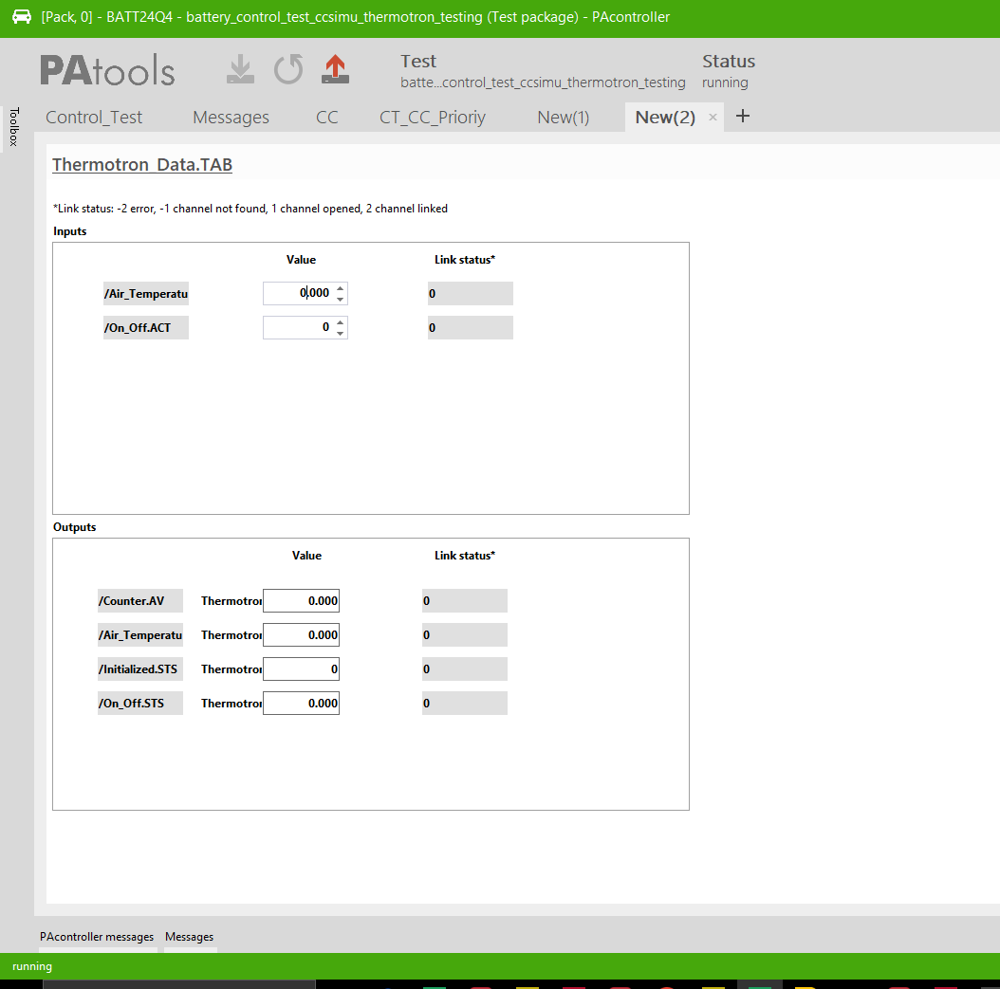 [Pack, 0] - BATT24Q4 - battery_control_test_ccsimu_thermotron_testing (Test package) - PAcontroller
PAtools
Test
batte...control_test_ccsimu_thermotron_testing
Status
running
Toolbox
Control_Test Messages CC CT_CC_Prioriy New(1) New(2) × +
Thermotron_Data.TAB
*Link status: -2 error, -1 channel not found, 1 channel opened, 2 channel linked
Inputs
Value Link status*
/Air_Temperatu 0.000 0
/On_Off.ACT 0 0
Outputs
Value Link status*
/Counter.AV Thermotron 0.000 0
/Air_Temperatu Thermotron 0.000 0
/Initialized.STS Thermotron 0 0
/On_Off.STS Thermotron 0.000 0
PAcontroller messages Messages
running